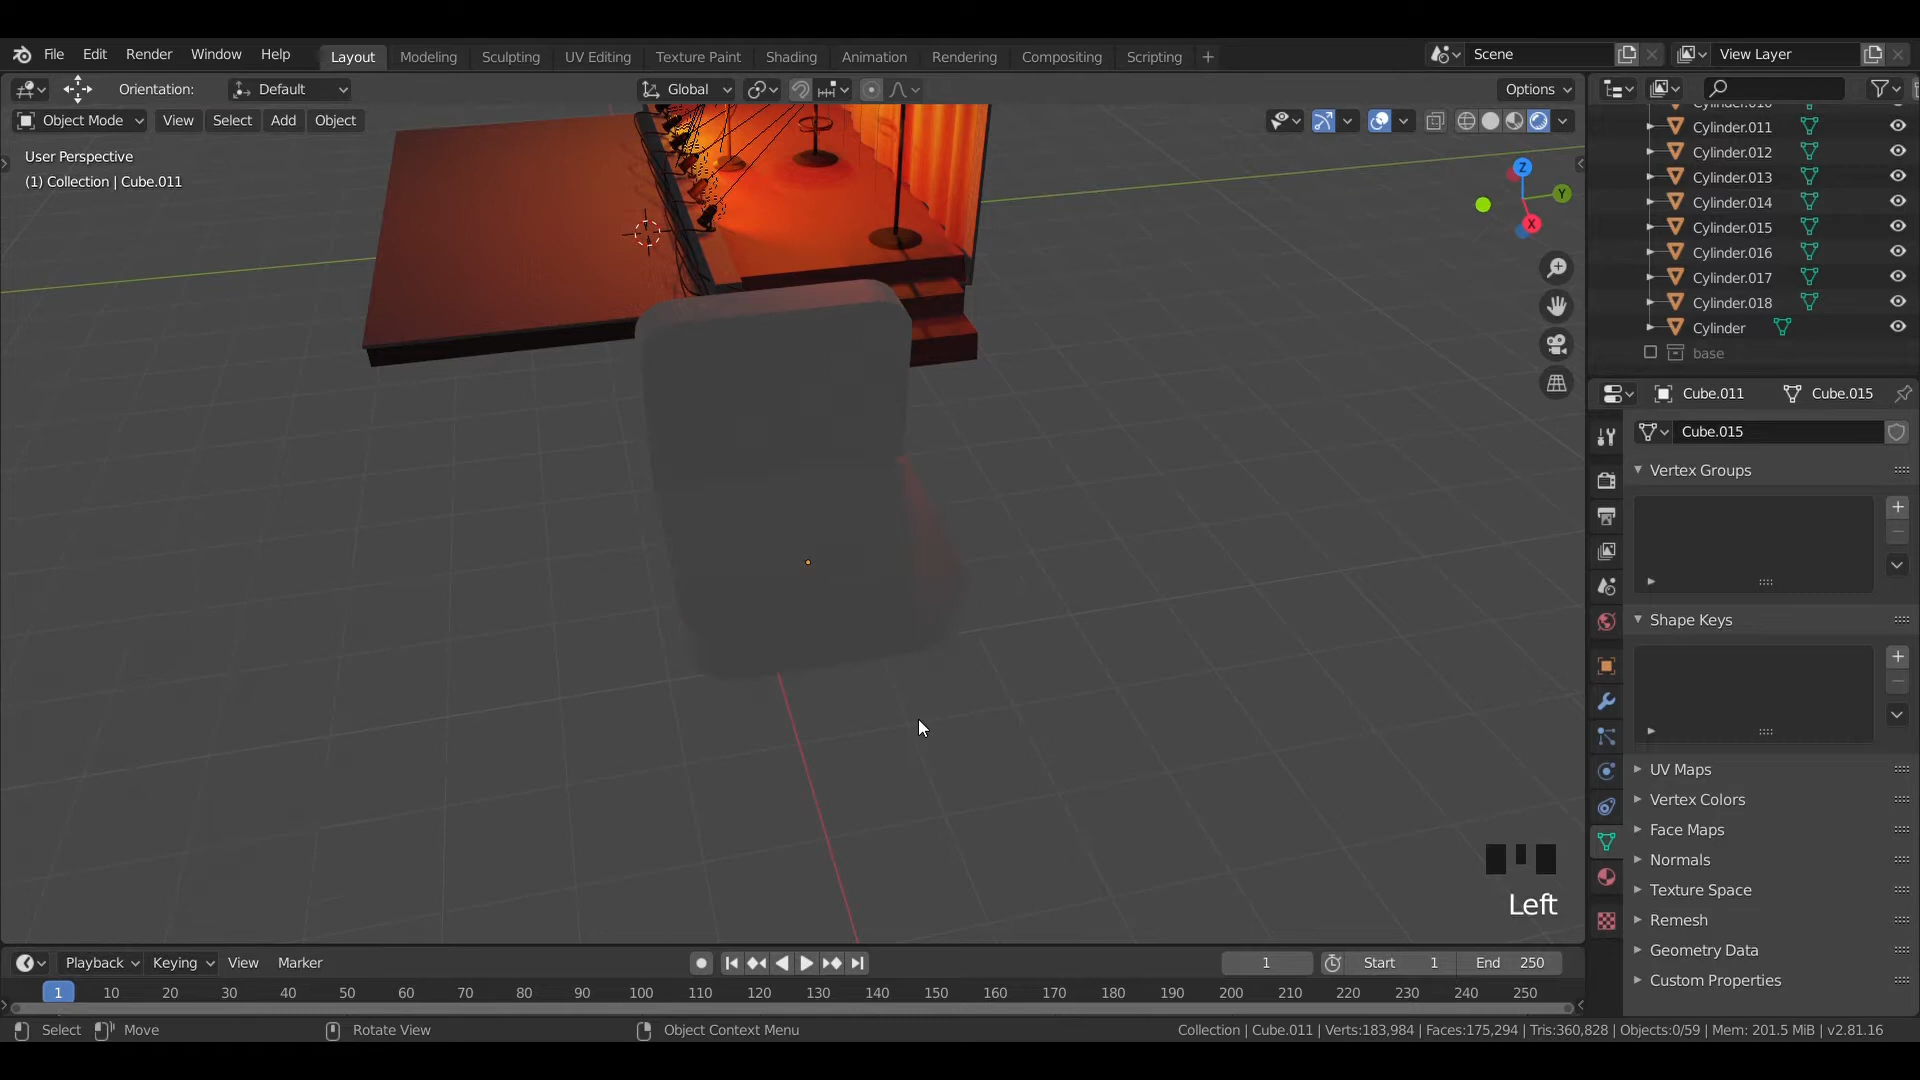 File Edit Render Window Help Layout Modeling Sculpting UV Editing Texture Paint Shading Animation Rendering Compositing Scripting + Scene View Layer
Orientation: Default Global Options
Object Mode View Select Add Object
User Perspective
(1) Collection | Cube.011
Z
Y
X
Cylinder.010
Cylinder.011
Cylinder.012
Cylinder.013
Cylinder.014
Cylinder.015
Cylinder.016
Cylinder.017
Cylinder.018
Cylinder
base
Cube.011 Cube.015
Cube.015
Vertex Groups
Shape Keys
UV Maps
Vertex Colors
Face Maps
Normals
Texture Space
Remesh
Geometry Data
Custom Properties
Left
Playback Keying View Marker 1 Start 1 End 250
1 10 20 30 40 50 60 70 80 90 100 110 120 130 140 150 160 170 180 190 200 210 220 230 240 250
Select Move Rotate View Object Context Menu Collection | Cube.011 | Verts:183,984 | Faces:175,294 | Tris:360,828 | Objects:0/59 | Mem: 201.5 MiB | v2.81.16